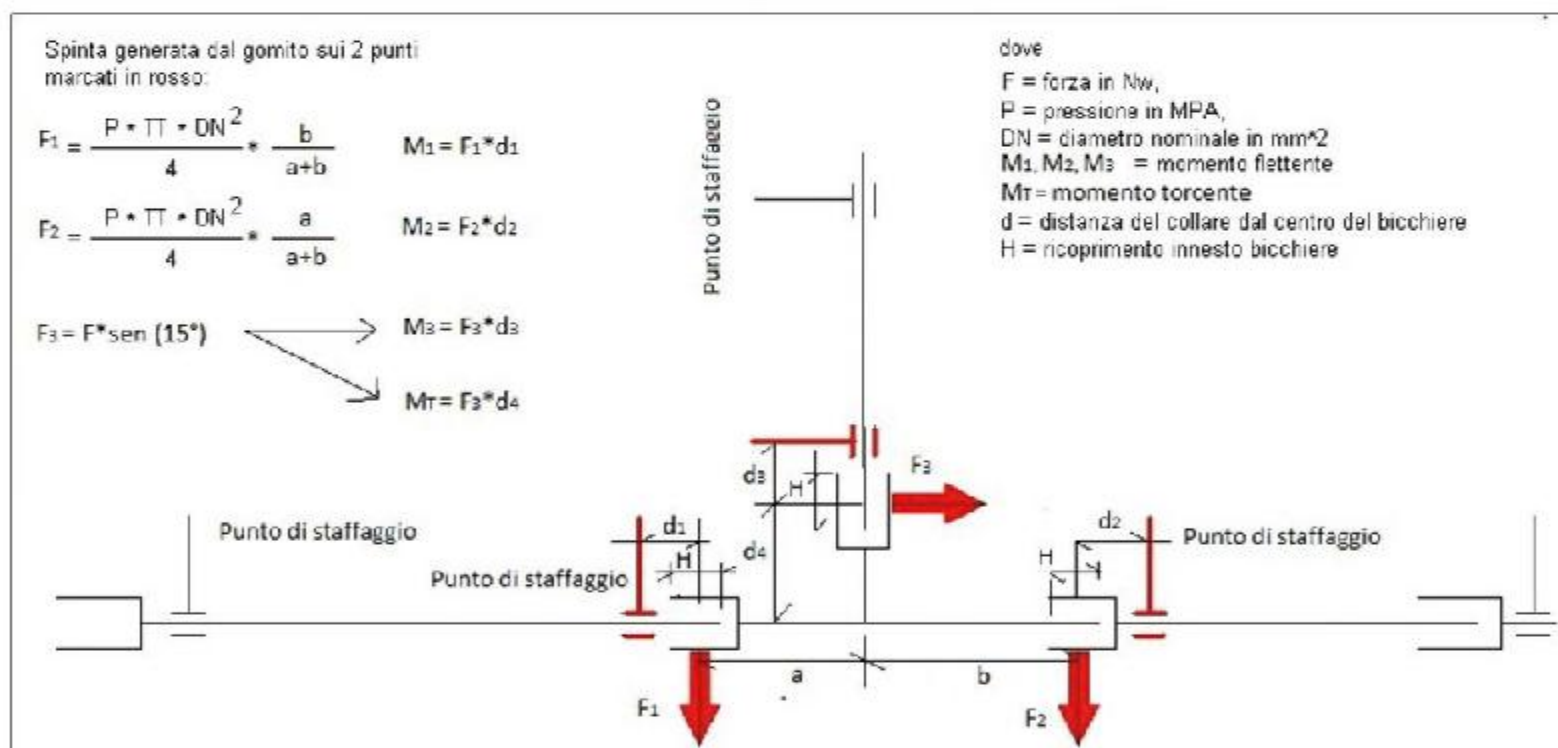 Spinta generata dal gomito sui 2 punti
marcati in rosso:
F1 = P * π * DN^2 / 4 * b / a+b
M1 = F1*d1
F2 = P * π * DN^2 / 4 * a / a+b
M2 = F2*d2
F3 = F*sen (15°)
M3 = F3*d3
MT = F3*d4
dove
F = forza in Nw,
P = pressione in MPA,
DN = diametro nominale in mm^2
M1, M2, M3 = momento flettente
MT = momento torcente
d = distanza del collare dal centro del bicchiere
H = ricoprimento innesto bicchiere
Punto di staffaggio
d3
H
F3
Punto di staffaggio
d1
d4
d2
Punto di staffaggio
H
Punto di staffaggio
H
a
b
F1
F2